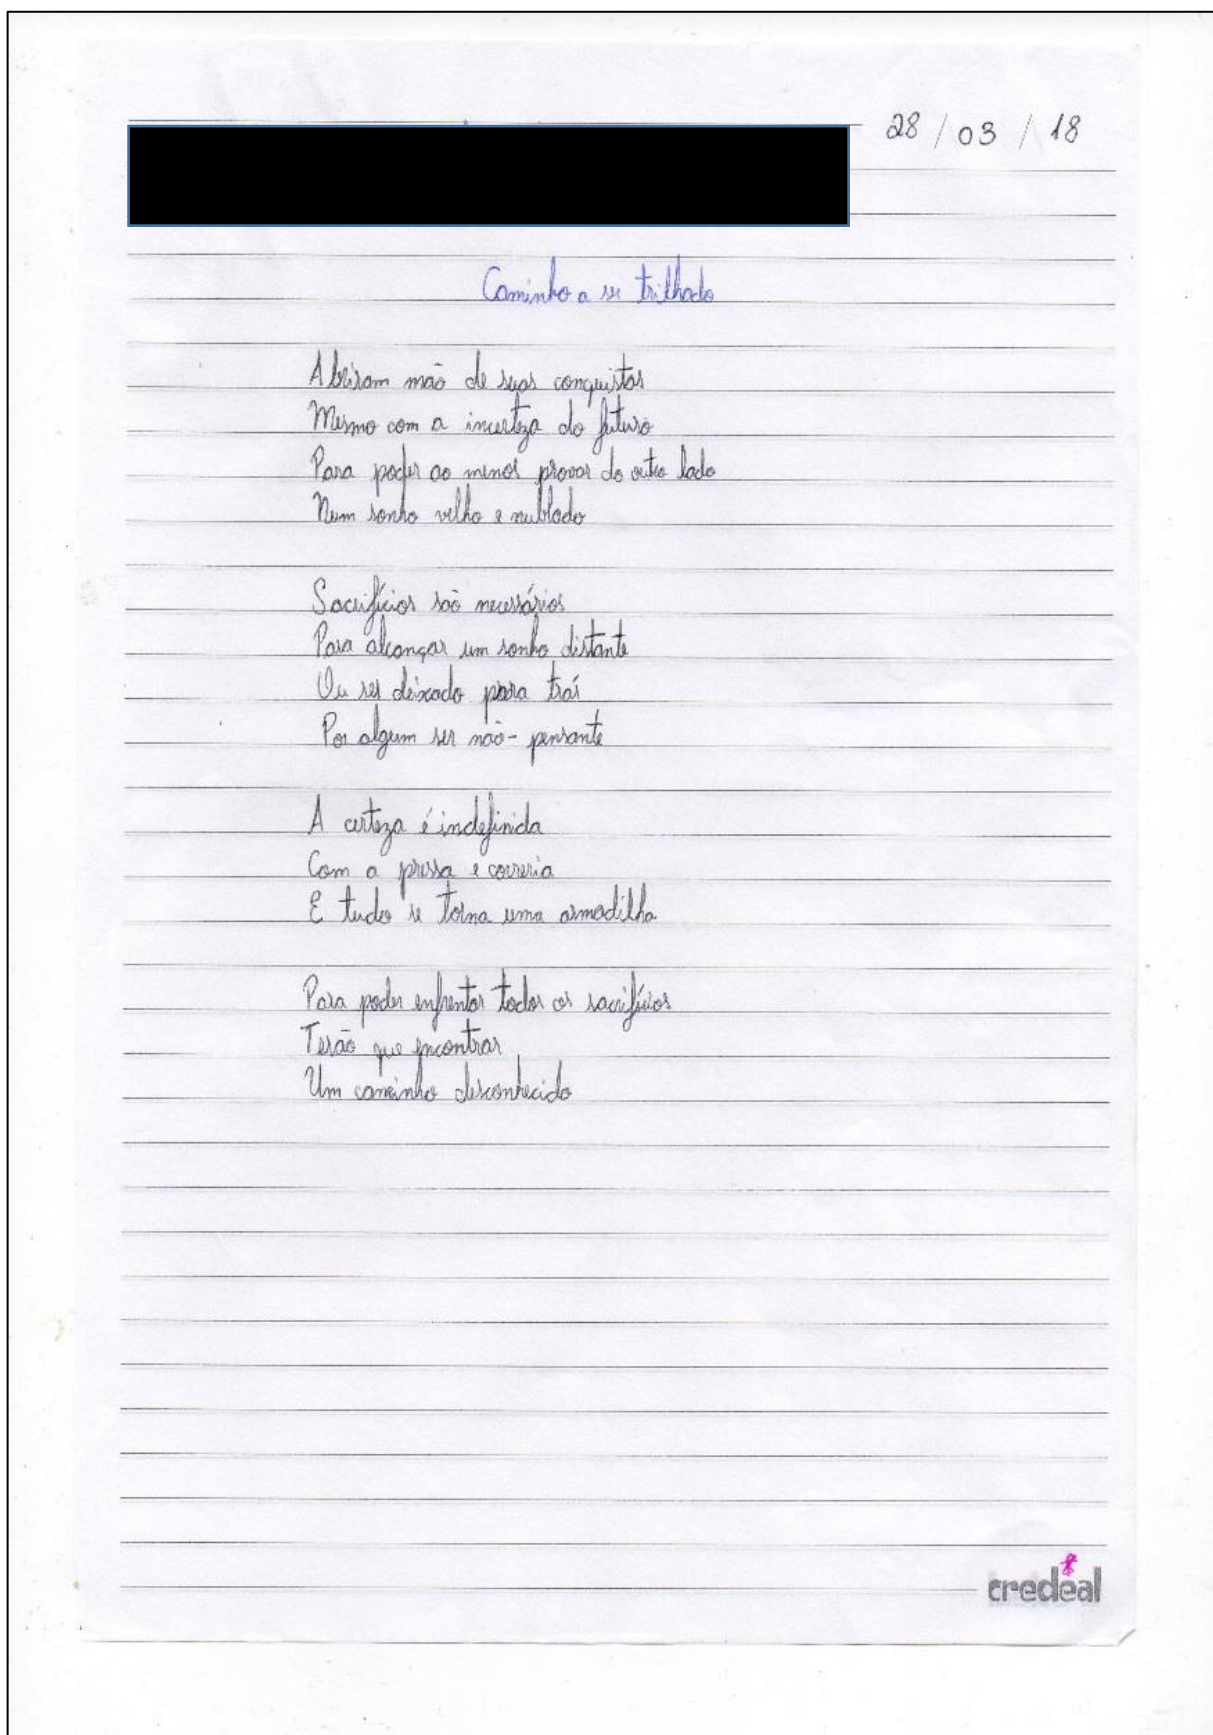 28 / 03 / 18
Caminho a ser trilhado
Abriram mão de suas conquistas
Mesmo com a incerteza do futuro
Para poder ao menos provar do outro lado
Num sonho velho e nublado
Sacrifícios são necessários
Para alcançar um sonho distante
Ou ser deixado para trás
Por algum ser não-pensante
A certeza é indefinida
Com a pressa e correria
E tudo se torna uma armadilha
Para poder enfrentar todos os sacrifícios
Terão que encontrar
Um caminho desconhecido
credeal